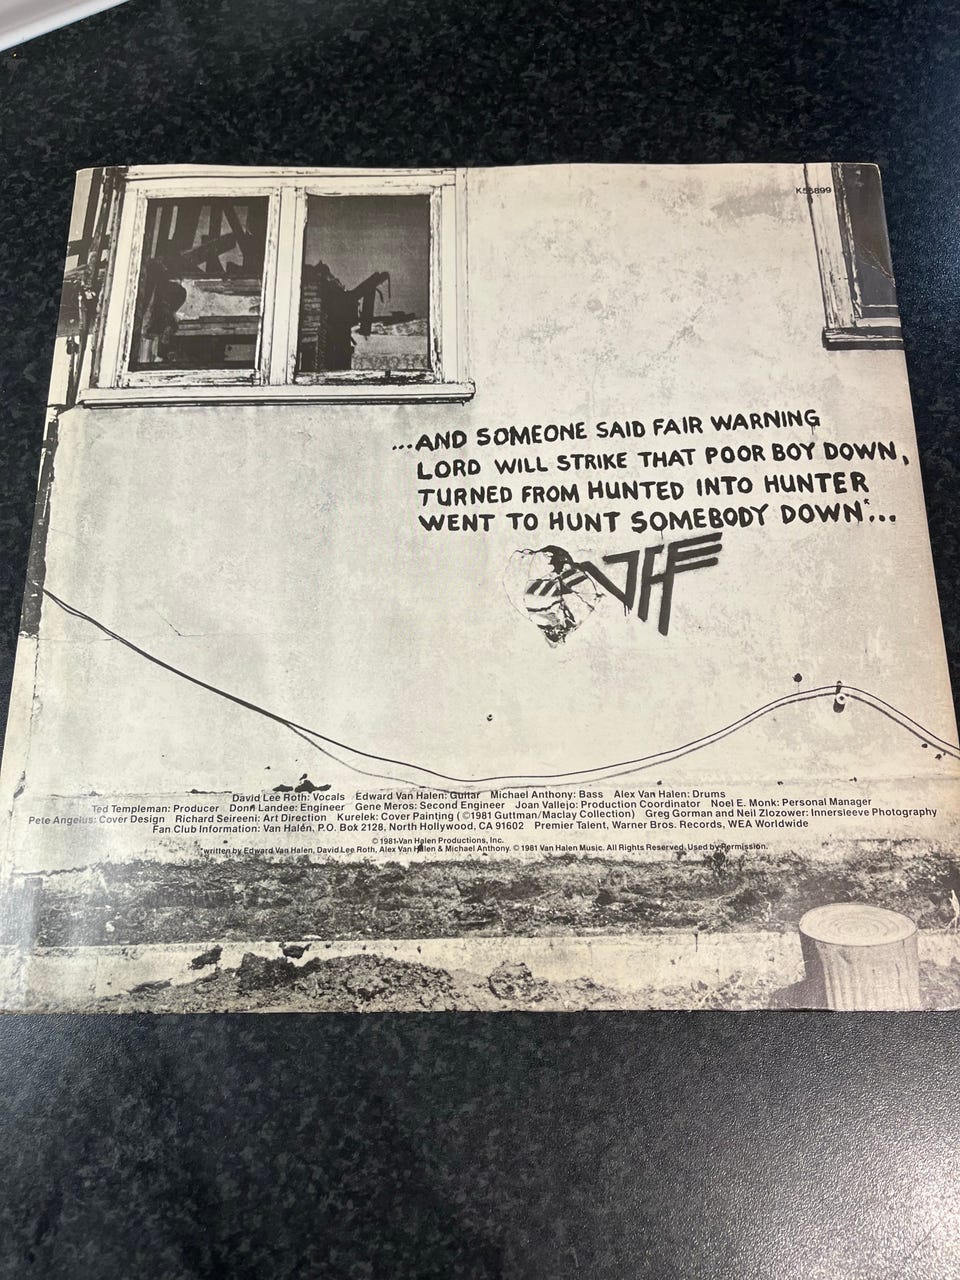 K56899
...AND SOMEONE SAID FAIR WARNING
LORD WILL STRIKE THAT POOR BOY DOWN,
TURNED FROM HUNTED INTO HUNTER
WENT TO HUNT SOMEBODY DOWN*...
VH
David Lee Roth: Vocals Edward Van Halen: Guitar Michael Anthony: Bass Alex Van Halen: Drums
Ted Templeman: Producer Donn Landee: Engineer Gene Meros: Second Engineer Joan Vallejo: Production Coordinator Noel E. Monk: Personal Manager
Pete Angelus: Cover Design Richard Seireeni: Art Direction Kurelek: Cover Painting (©1981 Guttman/Maclay Collection) Greg Gorman and Neil Zlozower: Innersleeve Photography
Fan Club Information: Van Halen, P.O. Box 2128, North Hollywood, CA 91602 Premier Talent, Warner Bros. Records, WEA Worldwide
©1981 Van Halen Productions, Inc.
*written by Edward Van Halen, David Lee Roth, Alex Van Halen & Michael Anthony. © 1981 Van Halen Music. All Rights Reserved. Used by Permission.